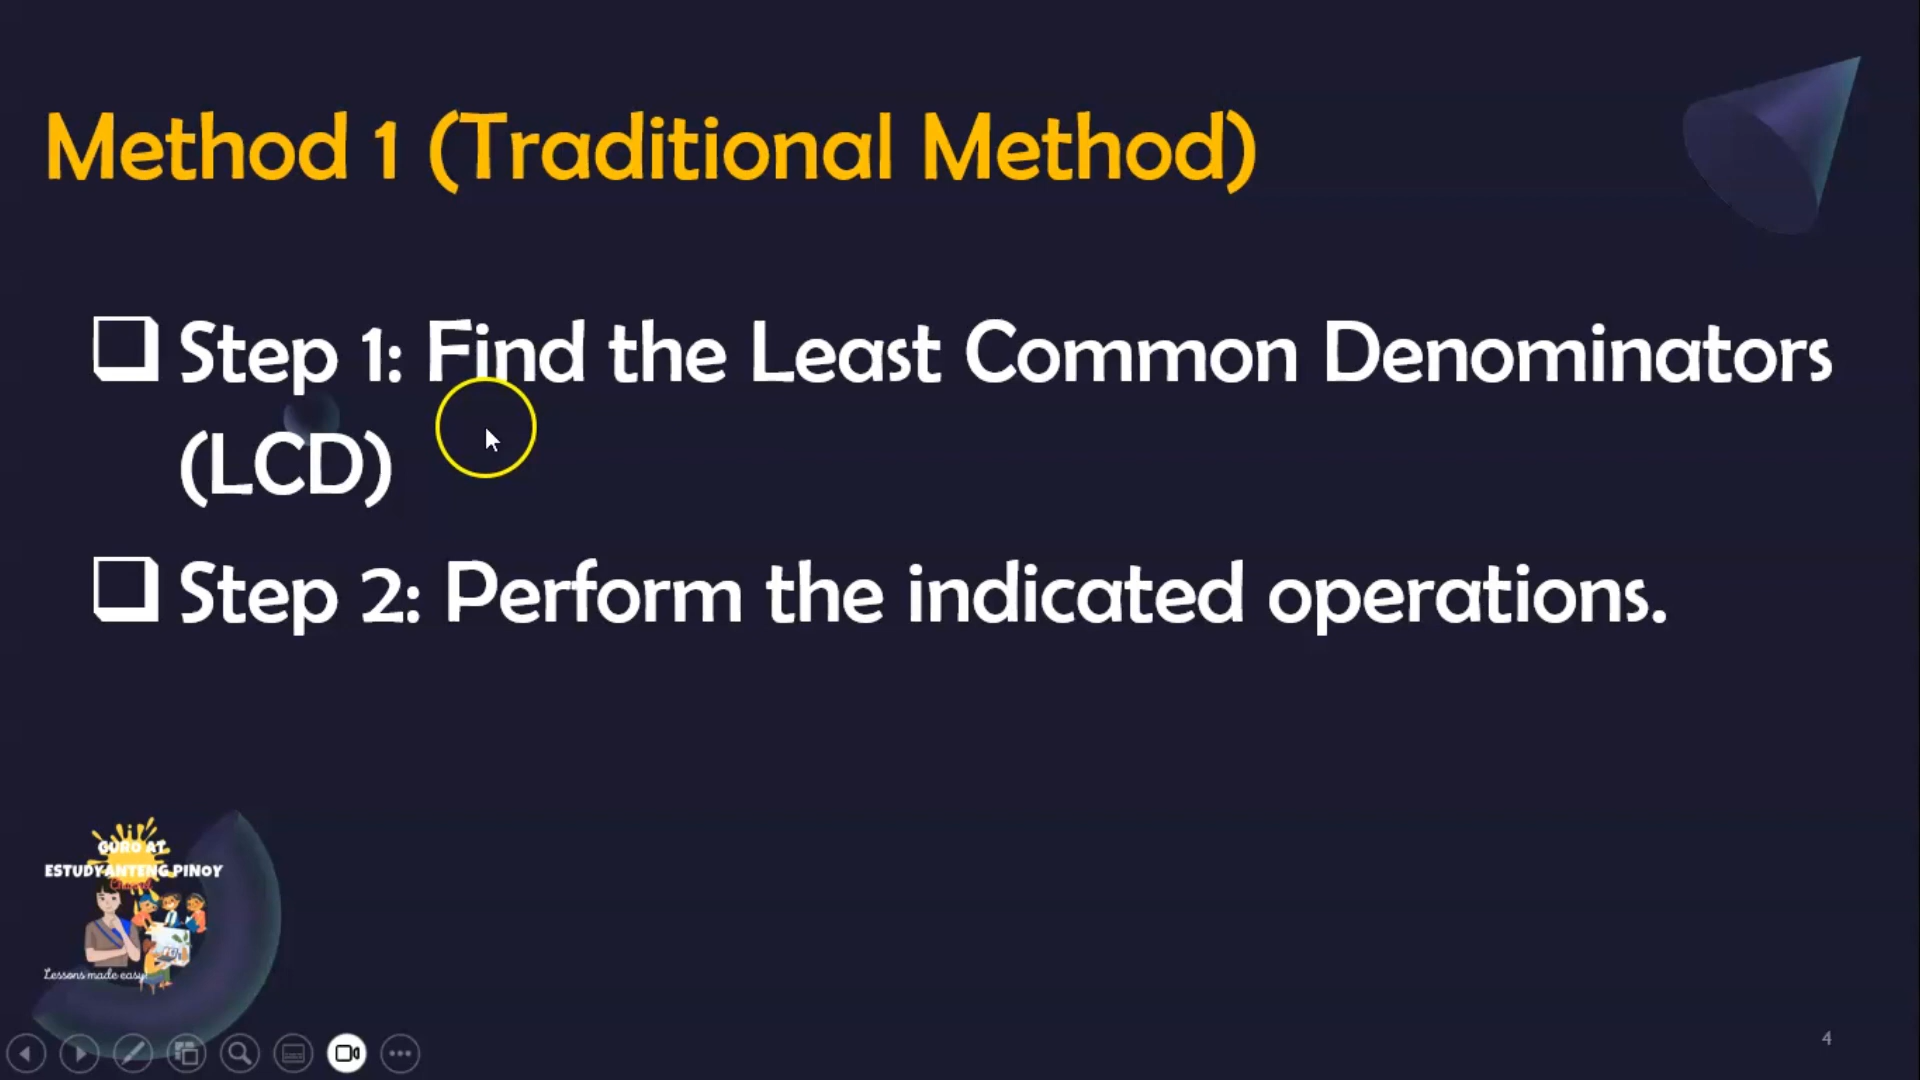 Method 1 (Traditional Method)
Step 1: Find the Least Common Denominators
(LCD)
Step 2: Perform the indicated operations.
GURO AT
ESTUDYANTENG PINOY
Channel
Lessons made easy!
4